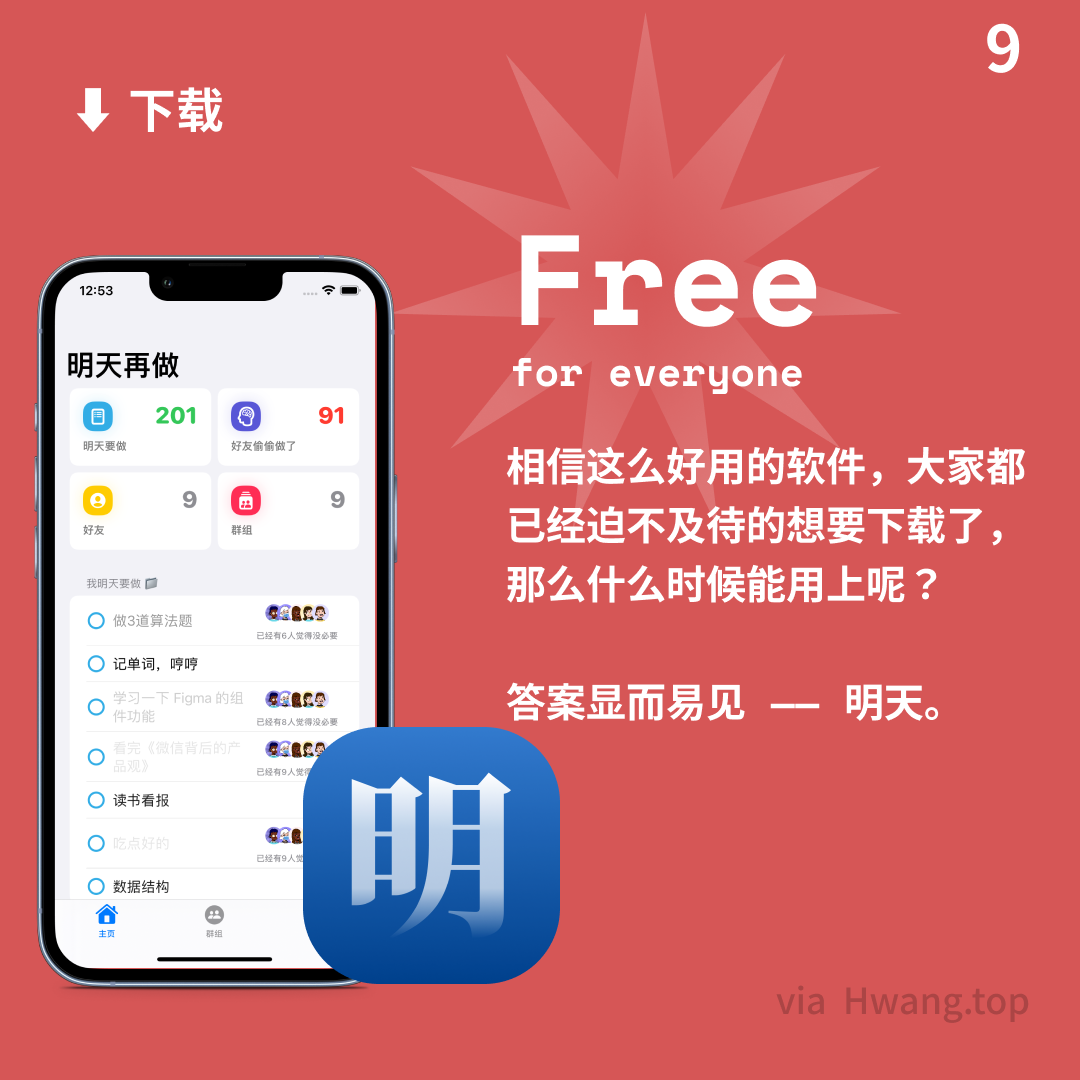 9
下载
Free
for everyone
相信这么好用的软件，大家都
已经迫不及待的想要下载了，
那么什么时候能用上呢？
答案显而易见 —— 明天。
12:53
明天再做
201
明天要做
91
好友偷偷做了
9
好友
9
群组
我明天要做
做3道算法题
已经有6人觉得没必要
记单词，哼哼
学习一下 Figma 的组
件功能
已经有8人觉得没必要
看完《微信背后的产
品观》
已经有9人觉
读书看报
吃点好的
已经有9人觉
数据结构
主页
群组
明
via Hwang.top